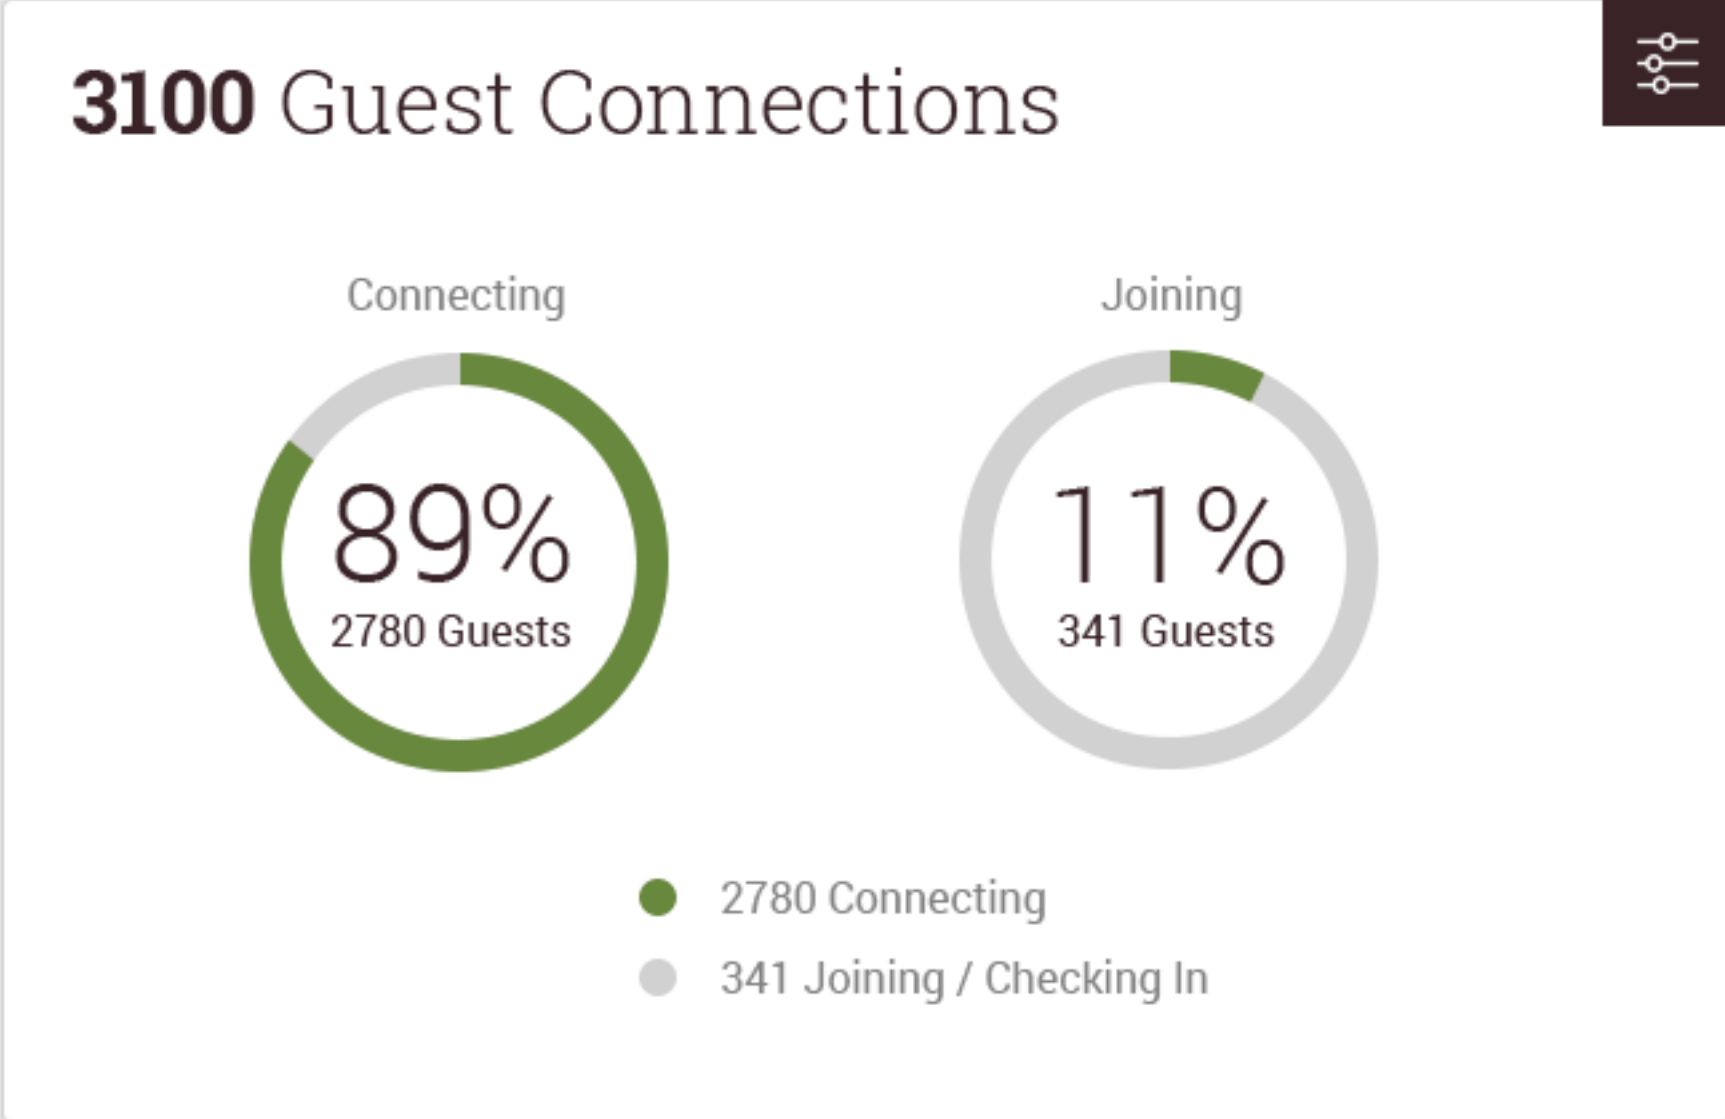 3100 Guest Connections
Connecting
89%
2780 Guests
Joining
11%
341 Guests
2780 Connecting
341 Joining / Checking In